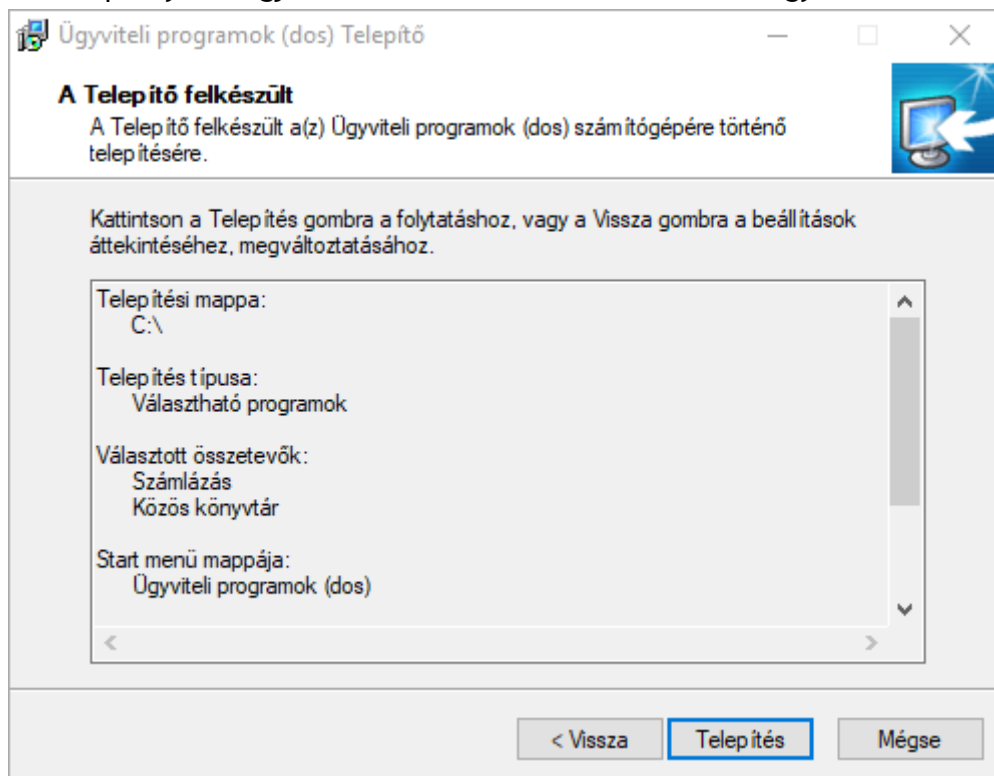 Ügyviteli programok (dos) Telepítő
A Telepítő felkészült
A Telepítő felkészült a(z) Ügyviteli programok (dos) számítógépére történő
telepítésére.
Kattintson a Telepítés gombra a folytatáshoz, vagy a Vissza gombra a beállítások
áttekintéséhez, megváltoztatásához.
Telepítési mappa:
C:\
Telepítés típusa:
Választható programok
Választott összetevők:
Számlázás
Közös könyvtár
Start menü mappája:
Ügyviteli programok (dos)
< Vissza
Telepítés
Mégse